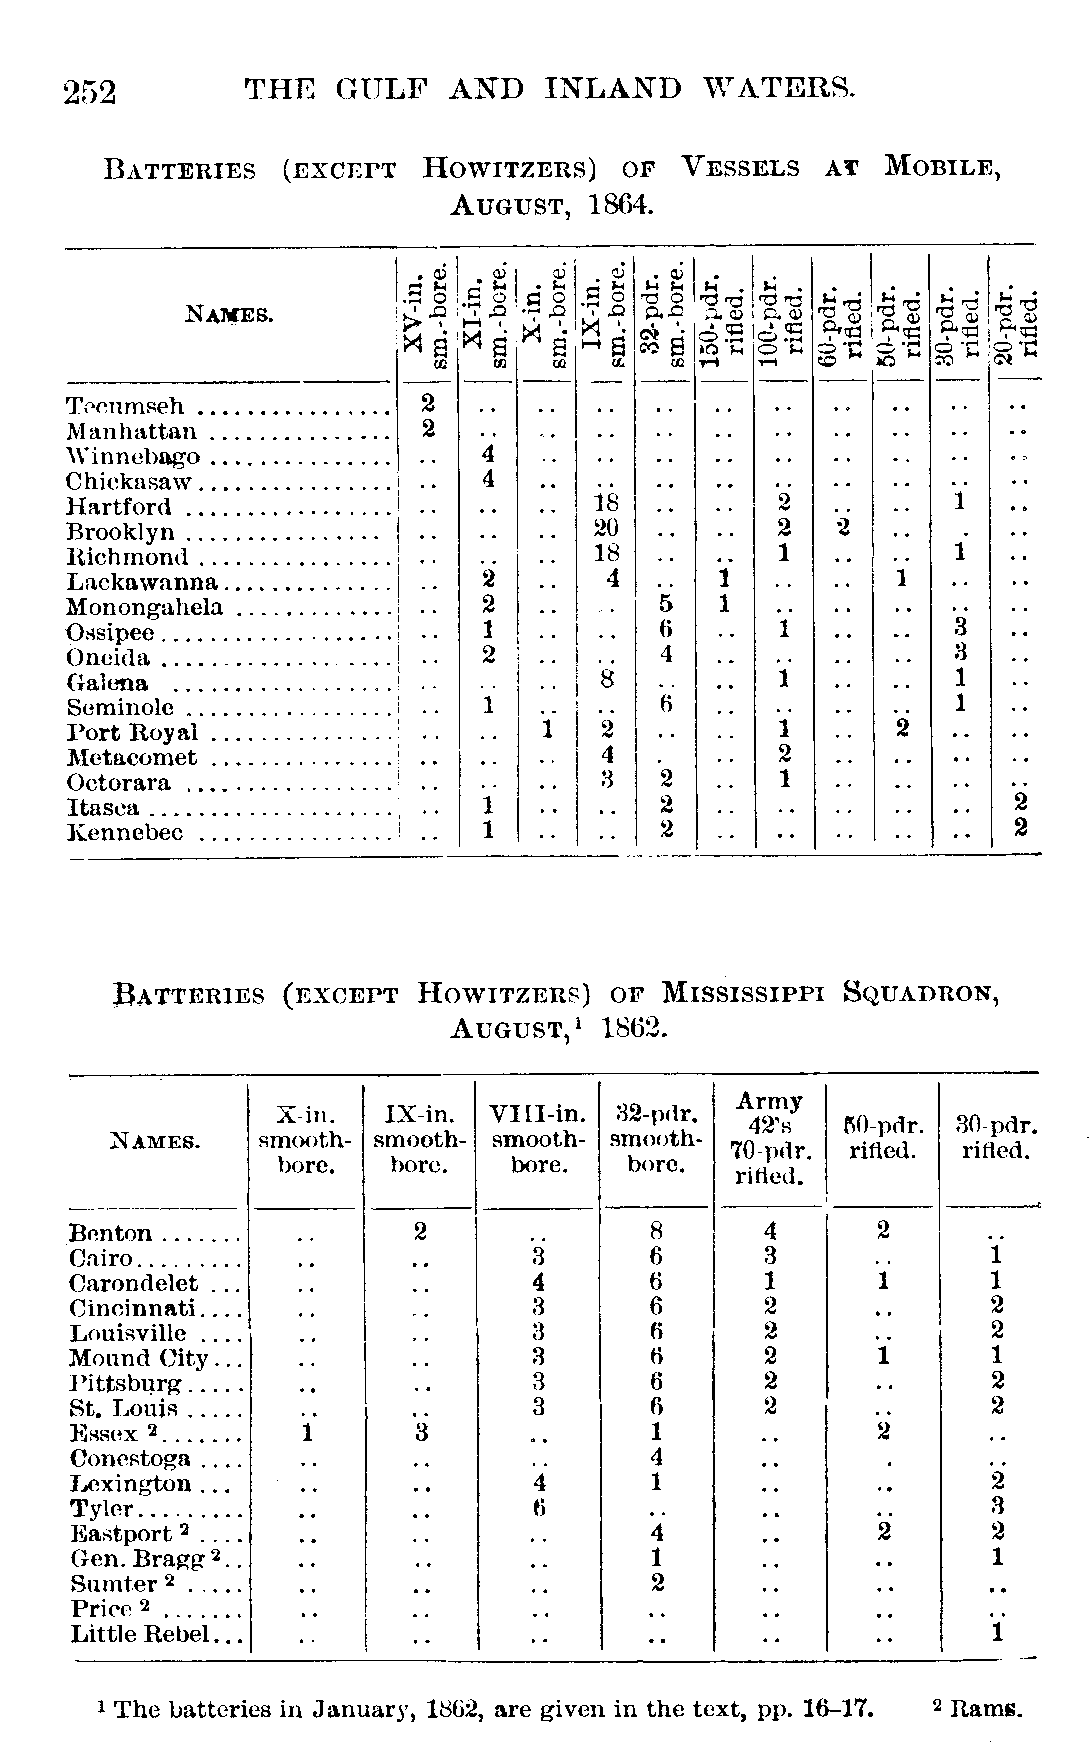 252 THE GULF AND INLAND WATERS.
BATTERIES (EXCEPT HOWITZERS) OF VESSELS AT MOBILE,
AUGUST, 1864.
NAMES. | XV-in. sm.-bore. | XI-in. sm.-bore. | X-in. sm.-bore. | IX-in. sm.-bore. | 32-pdr. sm.-bore. | 150-pdr. rifled. | 100-pdr. rifled. | 60-pdr. rifled. | 50-pdr. rifled. | 30-pdr. rifled. | 20-pdr. rifled.
Tecumseh ................ 2 .. .. .. .. .. .. .. .. .. ..
Manhattan ............... 2 .. .. .. .. .. .. .. .. .. ..
Winnebago ............... .. 4 .. .. .. .. .. .. .. .. ..
Chickasaw................ .. 4 .. .. .. .. .. .. .. .. ..
Hartford ................. .. .. .. 18 .. .. 2 .. .. 1 ..
Brooklyn ................ .. .. .. 20 .. .. 2 2 .. . ..
Richmond ................ .. .. .. 18 .. .. 1 .. .. 1 ..
Lackawanna.............. .. 2 .. 4 .. 1 .. .. 1 .. ..
Monongahela ............. .. 2 .. .. 5 1 .. .. .. .. ..
Ossipee................... .. 1 .. .. 6 .. 1 .. .. 3 ..
Oneida ................... .. 2 .. .. 4 .. .. .. .. 3 ..
Galena .................. .. .. .. 8 .. .. 1 .. .. 1 ..
Seminole ................. .. 1 .. .. 6 .. .. .. .. 1 ..
Port Royal ............... .. .. 1 2 .. .. 1 .. 2 .. ..
Metacomet ............... .. .. .. 4 . .. 2 .. .. .. ..
Octorara ................. .. .. .. 3 2 .. 1 .. .. .. ..
Itasca .................... .. 1 .. .. 2 .. .. .. .. .. 2
Kennebec ................ .. 1 .. .. 2 .. .. .. .. .. 2
BATTERIES (EXCEPT HOWITZERS) OF MISSISSIPPI SQUADRON,
AUGUST,¹ 1862.
NAMES. | X-in. smooth-bore. | IX-in. smooth-bore. | VIII-in. smooth-bore. | 32-pdr. smooth-bore. | Army 42's 70-pdr. rifled. | 50-pdr. rifled. | 30-pdr. rifled.
Benton ....... .. 2 .. 8 4 2 ..
Cairo......... .. .. 3 6 3 .. 1
Carondelet ... .. .. 4 6 1 1 1
Cincinnati.... .. .. 3 6 2 .. 2
Louisville .... .. .. 3 6 2 .. 2
Mound City... .. .. 3 6 2 1 1
Pittsburg..... .. .. 3 6 2 .. 2
St. Louis ..... .. .. 3 6 2 .. 2
Essex ²....... 1 3 .. 1 .. 2 ..
Conestoga .... .. .. .. 4 .. . ..
Lexington ... .. .. 4 1 .. .. 2
Tyler......... .. .. 6 .. .. .. 3
Eastport ² .... .. .. .. 4 .. 2 2
Gen. Bragg ².. .. .. .. 1 .. .. 1
Sumter ² ..... .. .. .. 2 .. .. ..
Price ² ....... .. .. .. .. .. .. ..
Little Rebel... .. .. .. .. .. .. 1
¹ The batteries in January, 1862, are given in the text, pp. 16–17. ² Rams.